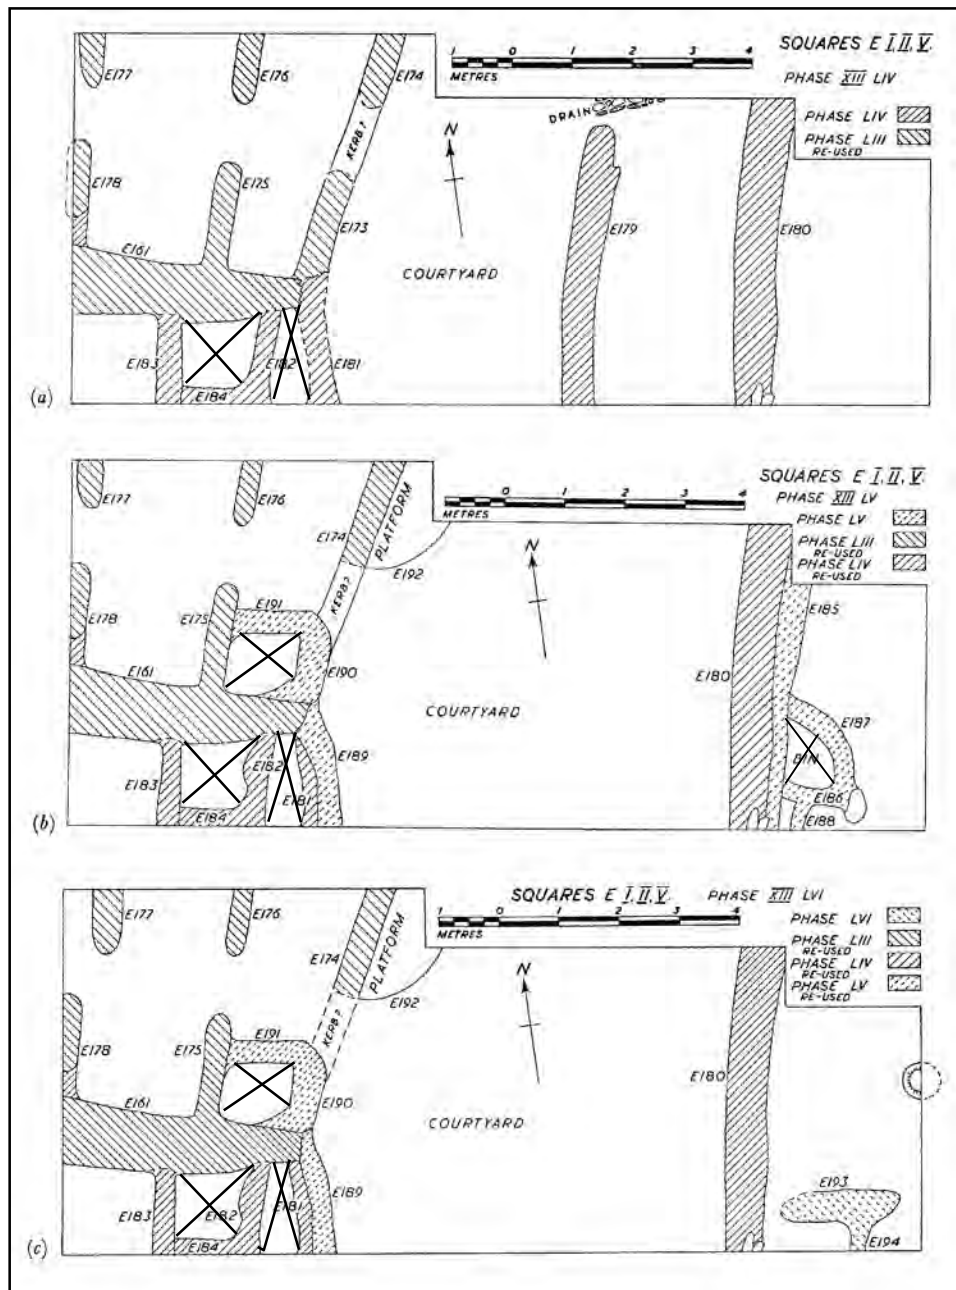 E177
E176
E174
1 0 1 2 3 4
METRES
SQUARES E I, II, V.
PHASE XIII LIV
PHASE LIV
PHASE LIII
RE-USED
DRAIN
KERB?
N
E178
E175
E173
E161
E179
E180
COURTYARD
E183
E182
E181
E184
(a)
E177
E176
E174
PLATFORM
0 1 2 3 4
METRES
SQUARES E I, II, V.
PHASE XIII LV
PHASE LV
PHASE LIII
RE-USED
PHASE LIV
RE-USED
E192
KERB?
N
E191
E178
E175
E185
E161
E190
E180
COURTYARD
E187
E189
BIN
E183
E182
E181
E186
E184
E188
(b)
E177
E176
E174
PLATFORM
SQUARES E I, II, V. PHASE XIII LVI
1 0 1 2 3 4
METRES
PHASE LVI
PHASE LIII
RE-USED
PHASE LIV
RE-USED
PHASE LV
RE-USED
E192
KERB?
N
E191
E178
E175
E180
E161
E190
COURTYARD
E189
E193
E183
E182
E181
E184
E194
(c)